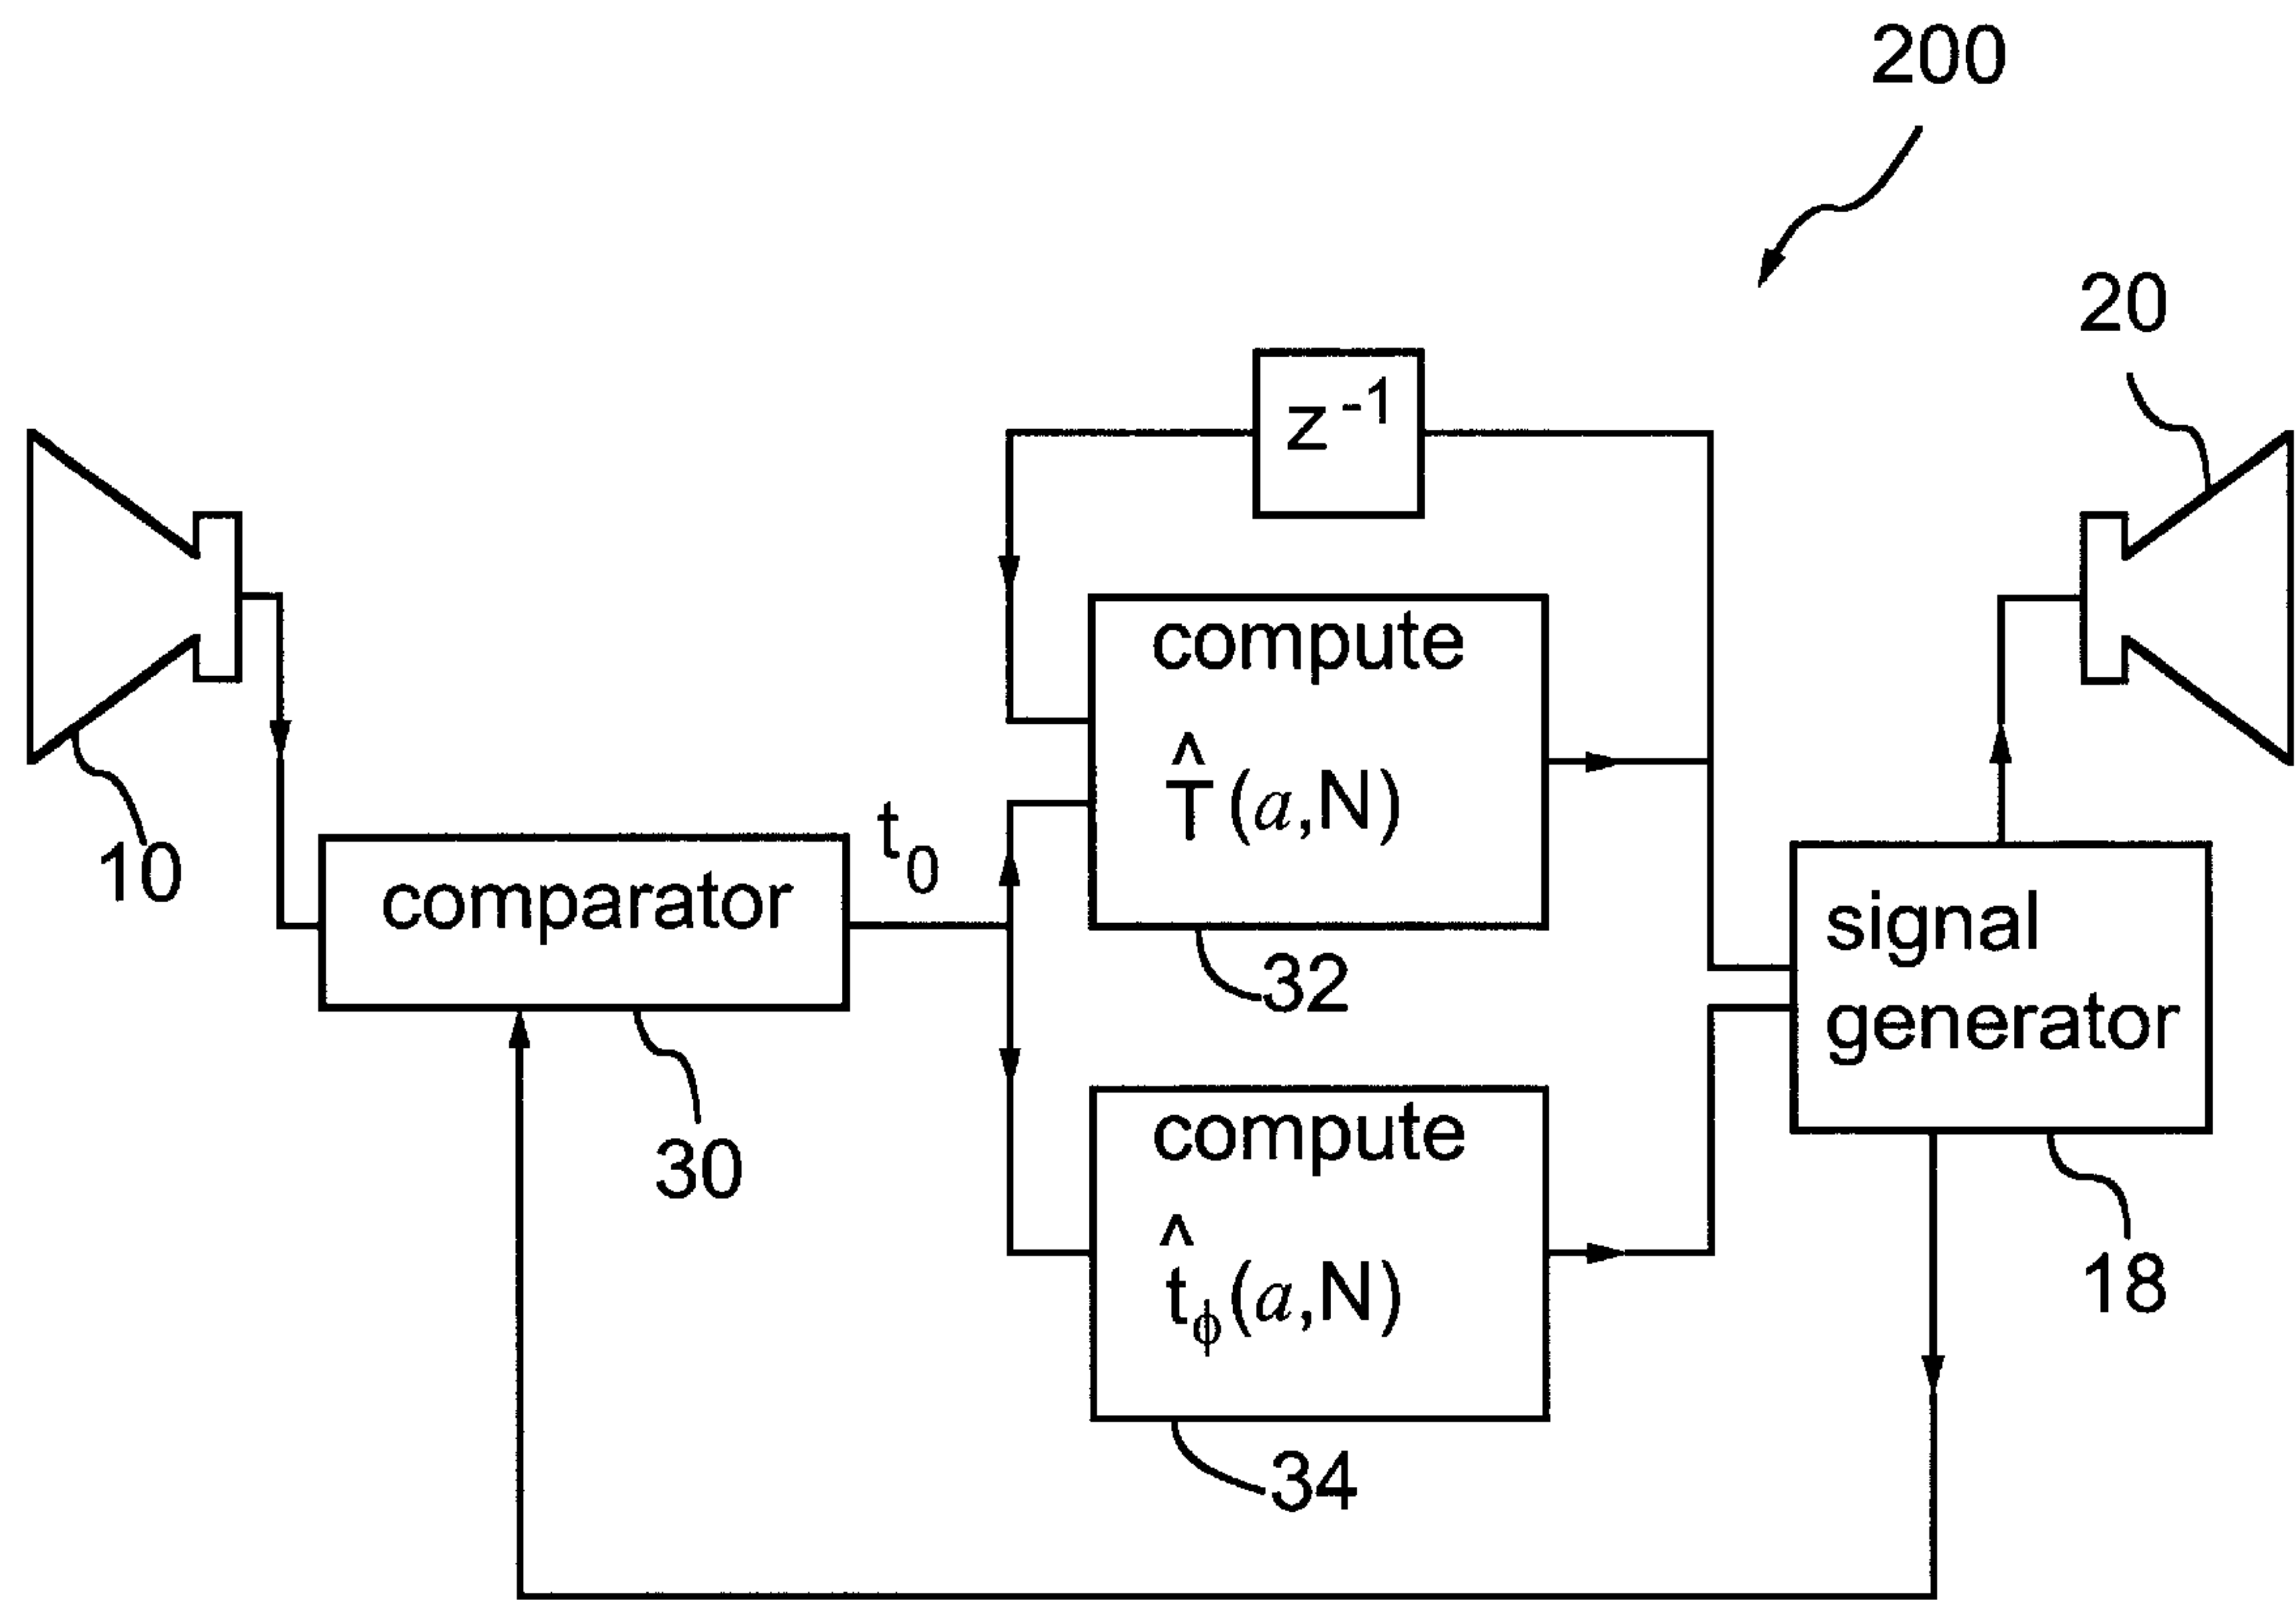 200
20
z⁻¹
compute
T̂(a,N)
10
comparator
t₀
32
signal
generator
30
compute
t̂ᵩ(a,N)
34
18